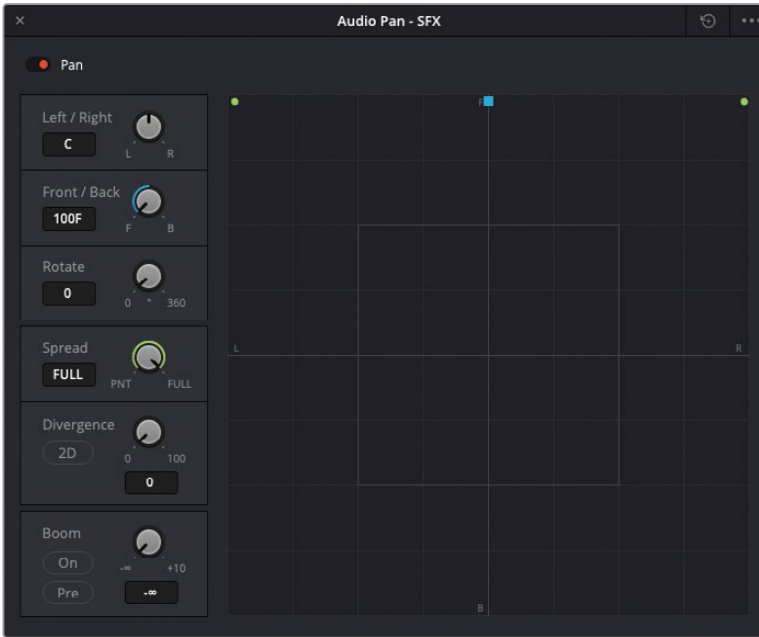 Audio Pan - SFX
Pan
Left / Right
C
L R
Front / Back
100F
F B
Rotate
0
0 ° 360
Spread
FULL
PNT FULL
Divergence
2D
0 100
0
Boom
On
-∞ +10
Pre
-∞
F
L
R
B